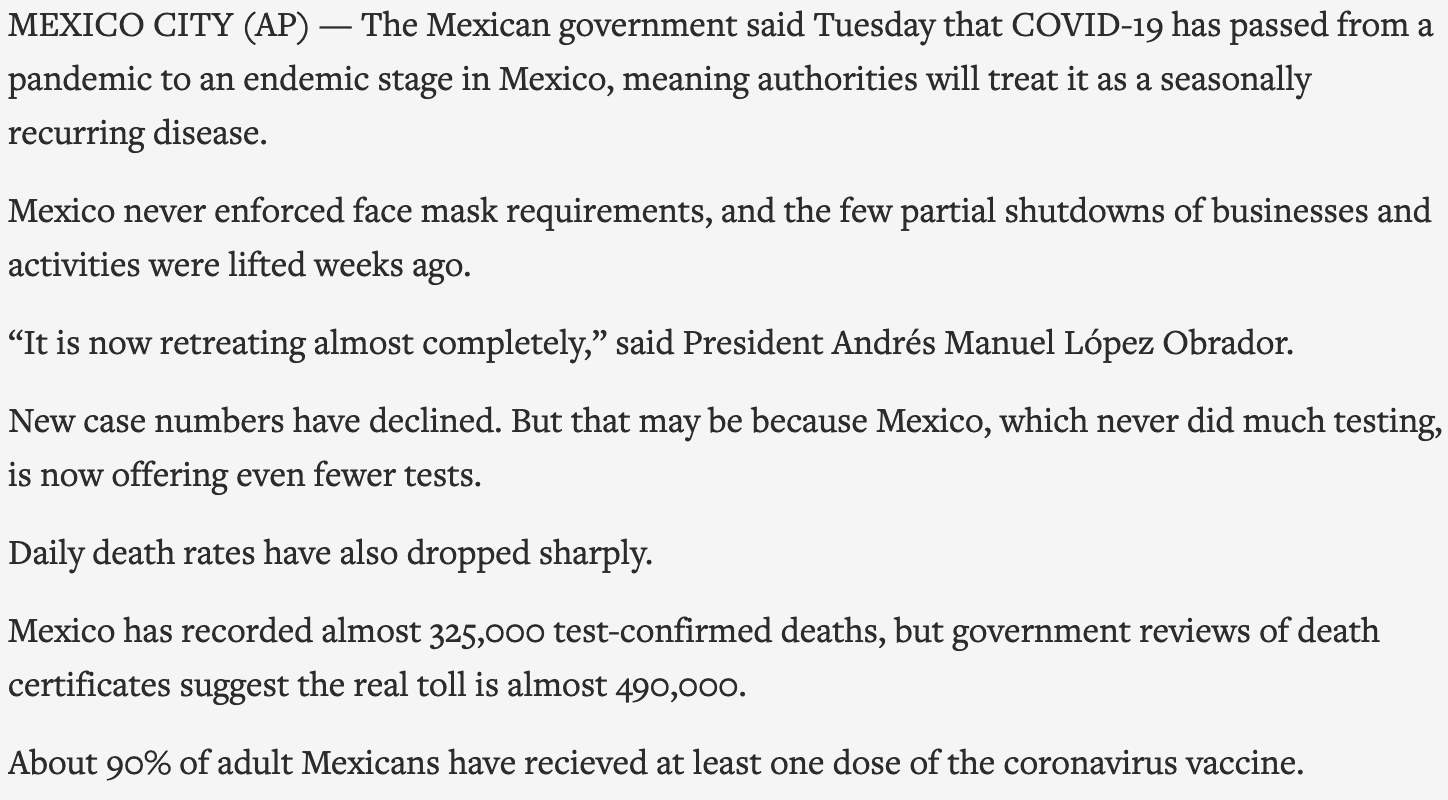 MEXICO CITY (AP) — The Mexican government said Tuesday that COVID-19 has passed from a
pandemic to an endemic stage in Mexico, meaning authorities will treat it as a seasonally
recurring disease.
Mexico never enforced face mask requirements, and the few partial shutdowns of businesses and
activities were lifted weeks ago.
“It is now retreating almost completely,” said President Andrés Manuel López Obrador.
New case numbers have declined. But that may be because Mexico, which never did much testing,
is now offering even fewer tests.
Daily death rates have also dropped sharply.
Mexico has recorded almost 325,000 test-confirmed deaths, but government reviews of death
certificates suggest the real toll is almost 490,000.
About 90% of adult Mexicans have recieved at least one dose of the coronavirus vaccine.